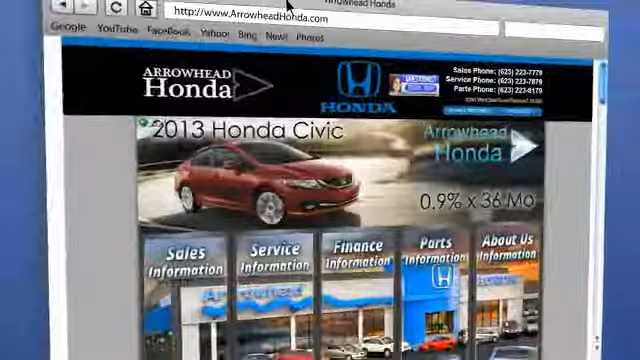 Arrowhead Honda
http://www.ArrowheadHonda.com
Google YouTube FaceBook Yahoo! Bing News! Photos
ARROWHEAD
Honda
HONDA
Sales Phone: (623) 223-7779
Service Phone: (623) 223-7879
Parts Phone: (623) 223-8179
2013 Honda Civic
Arrowhead
Honda
0.9% x 36 Mo
Sales
Information
Service
Information
Finance
Information
Parts
Information
About Us
Information
Arrowhead